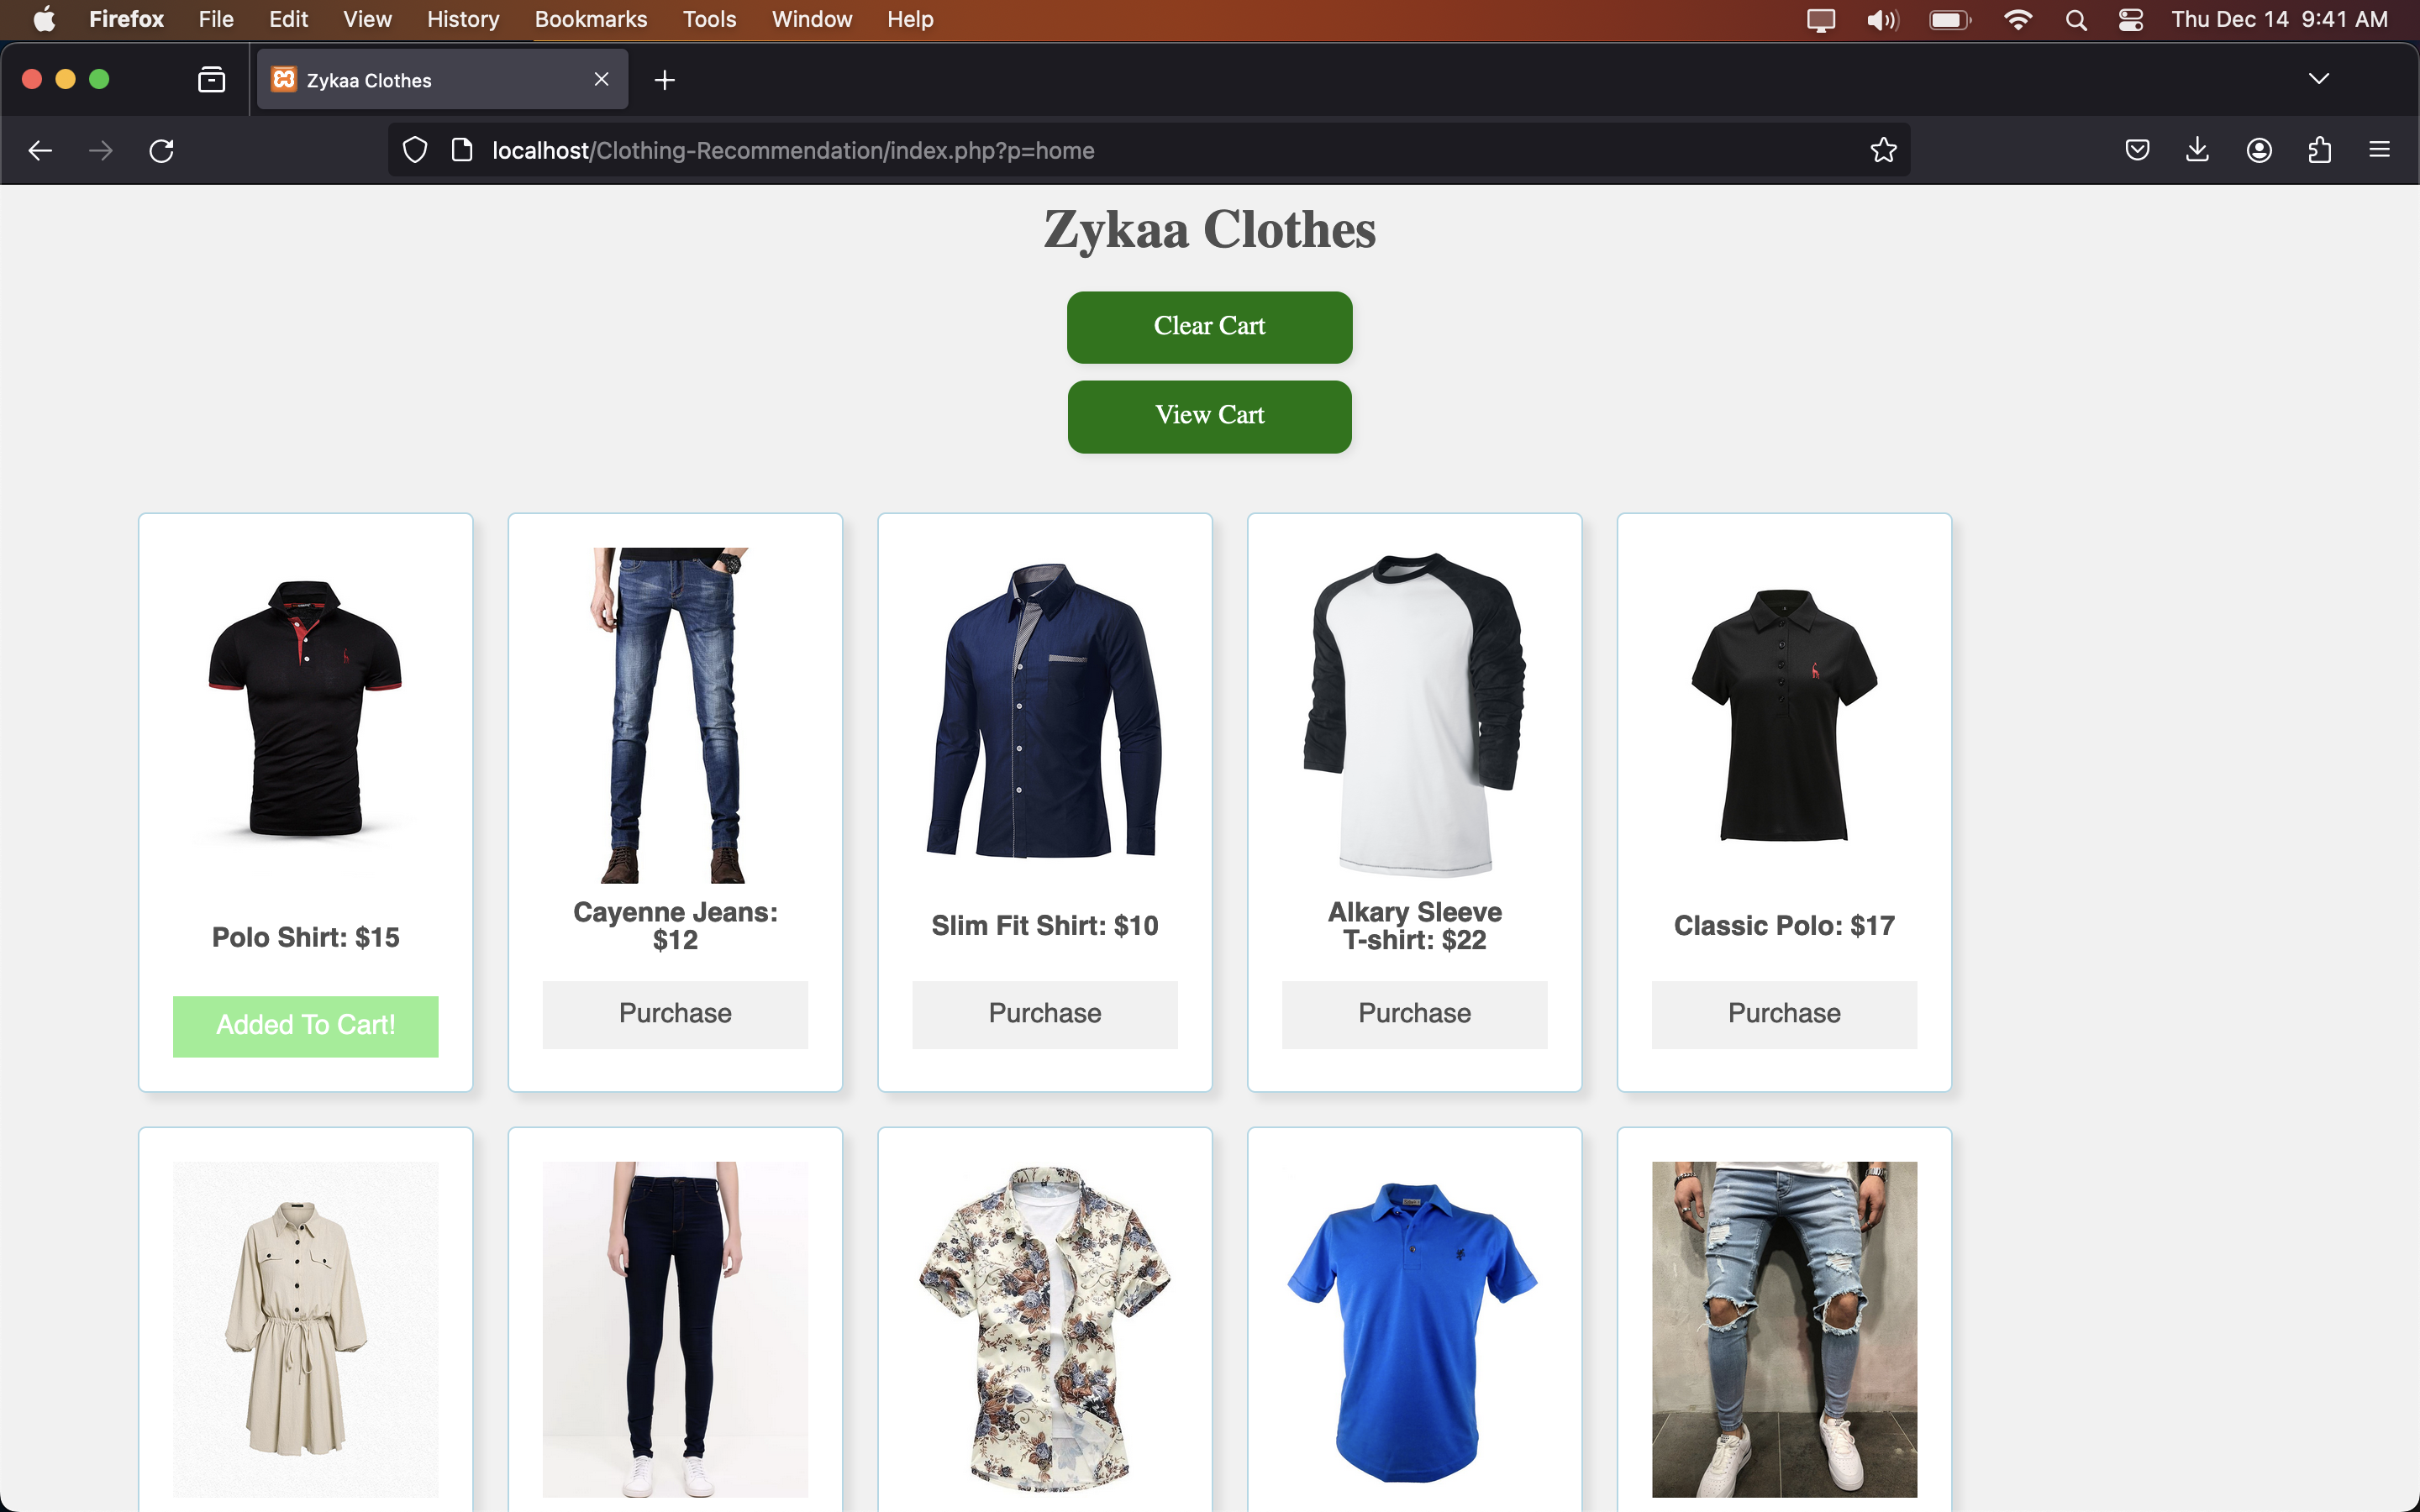 Firefox File Edit View History Bookmarks Tools Window Help Thu Dec 14 9:41 AM
Zykaa Clothes
localhost/Clothing-Recommendation/index.php?p=home
Zykaa Clothes
Clear Cart
View Cart
Polo Shirt: $15
Added To Cart!
Cayenne Jeans:
$12
Purchase
Slim Fit Shirt: $10
Purchase
Alkary Sleeve
T-shirt: $22
Purchase
Classic Polo: $17
Purchase